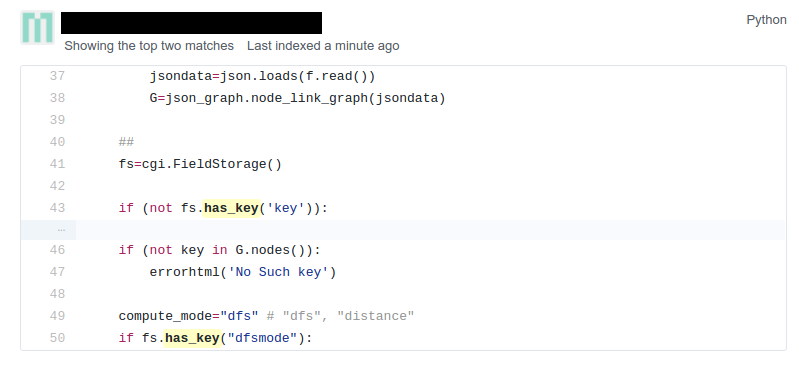 Python
Showing the top two matches Last indexed a minute ago
37 jsondata=json.loads(f.read())
38 G=json_graph.node_link_graph(jsondata)
39
40 ##
41 fs=cgi.FieldStorage()
42
43 if (not fs.has_key('key')):
…
46 if (not key in G.nodes()):
47 errorhtml('No Such key')
48
49 compute_mode="dfs" # "dfs", "distance"
50 if fs.has_key("dfsmode"):